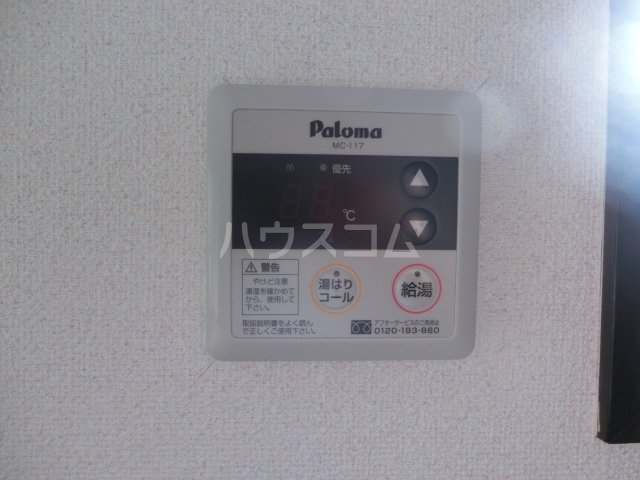 Paloma
MC-117
優先
℃
ハウスコム
警告
やけど注意
湯温を確かめて
から、使用して
下さい。
湯はり
コール
給湯
取扱説明書をよく読ん
で正しくご使用下さい。
アフターサービスのご用命は
0120-193-860